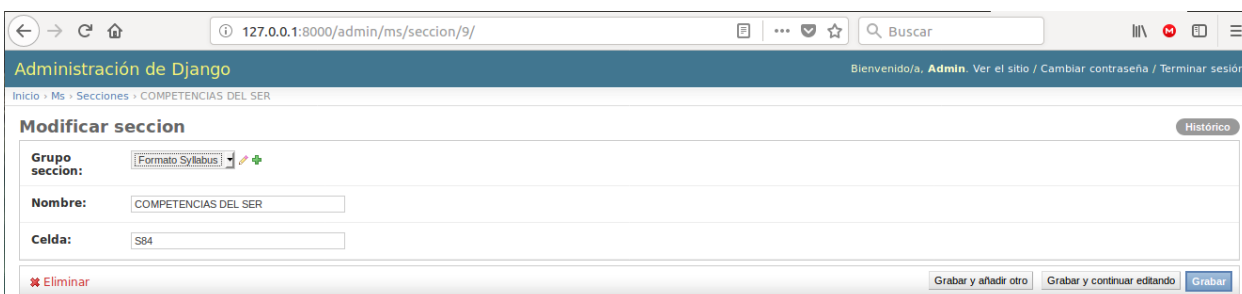 127.0.0.1:8000/admin/ms/seccion/9/ Buscar
Administración de Django Bienvenido/a, Admin. Ver el sitio / Cambiar contraseña / Terminar sesión
Inicio › Ms › Secciones › COMPETENCIAS DEL SER
Modificar seccion Histórico
Grupo seccion: Formato Syllabus
Nombre: COMPETENCIAS DEL SER
Celda: S84
Eliminar Grabar y añadir otro Grabar y continuar editando Grabar